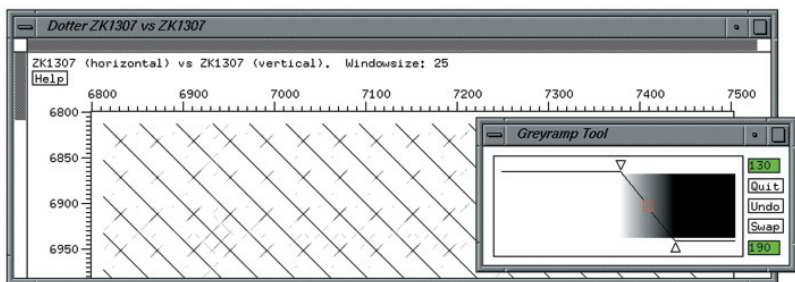 Dotter ZK1307 vs ZK1307
ZK1307 (horizontal) vs ZK1307 (vertical). Windowsize: 25
Help
6800 6900 7000 7100 7200 7300 7400 7500
6800
6850
6900
6950
Greyramp Tool
130
Quit
Undo
Swap
190